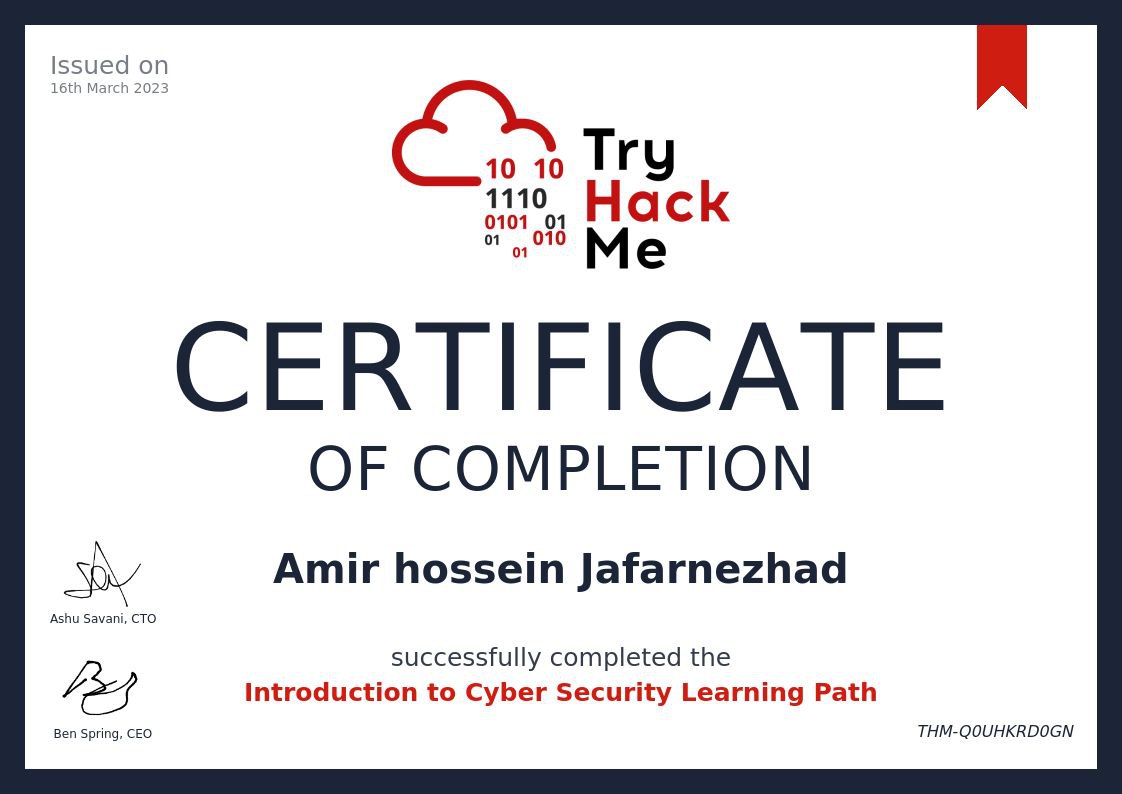 Issued on
16th March 2023
10 10
1110
0101 01
01 010
01
Try
Hack
Me
CERTIFICATE
OF COMPLETION
Amir hossein Jafarnezhad
successfully completed the
Introduction to Cyber Security Learning Path
Ashu Savani, CTO
Ben Spring, CEO
THM-Q0UHKRD0GN